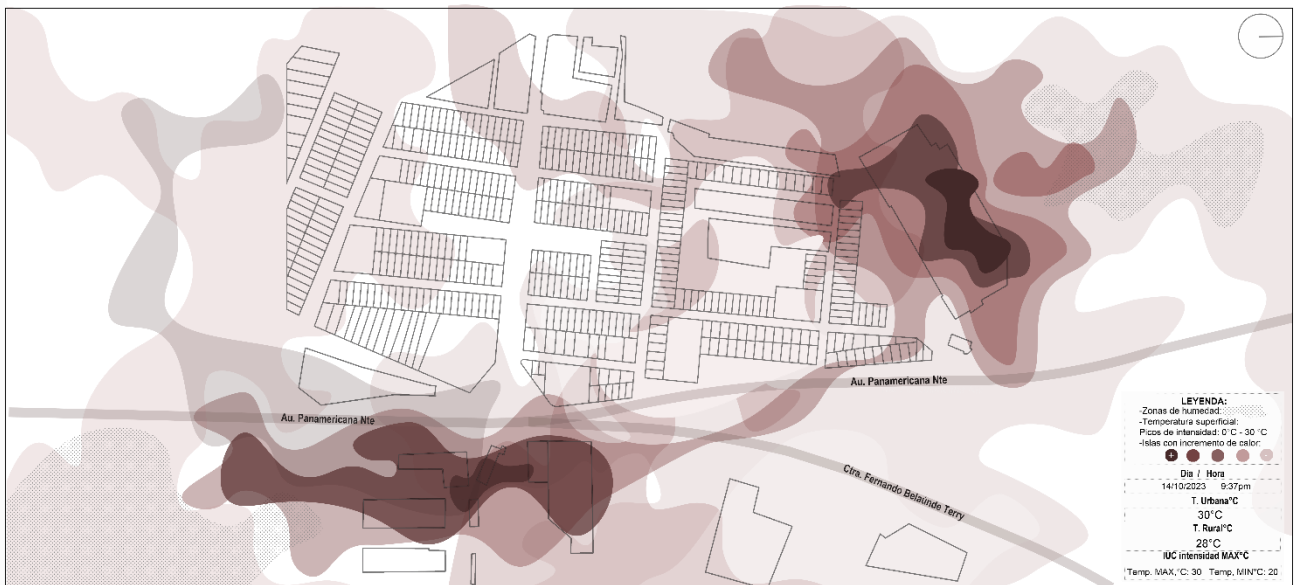 Au. Panamericana Nte
Au. Panamericana Nte
Ctra. Fernando Belaúnde Terry
LEYENDA:
-Zonas de humedad:
-Temperatura superficial:
Picos de intensidad: 0°C - 30 °C
-Islas con incremento de calor:
+
Dia / Hora
14/10/2023 9:37pm
T. Urbana°C
30°C
T. Rural°C
28°C
IUC intensidad MAX°C
Temp. MAX,°C: 30 Temp, MIN°C: 20